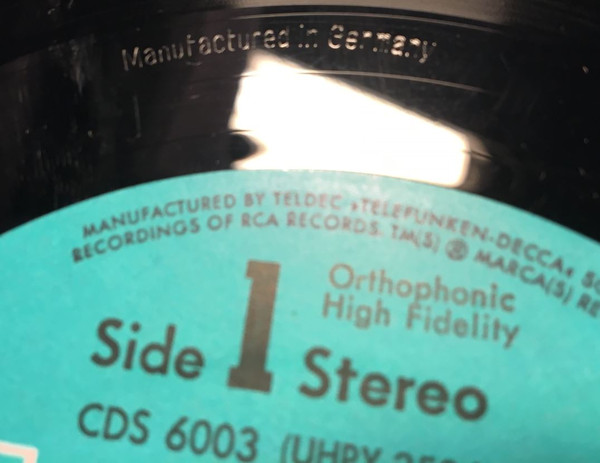 Manufactured in Germany
MANUFACTURED BY TELDEC »TELEFUNKEN-DECCA«
RECORDINGS OF RCA RECORDS. TM(S) ® MARCA(S)
Orthophonic
High Fidelity
Side 1 Stereo
CDS 6003